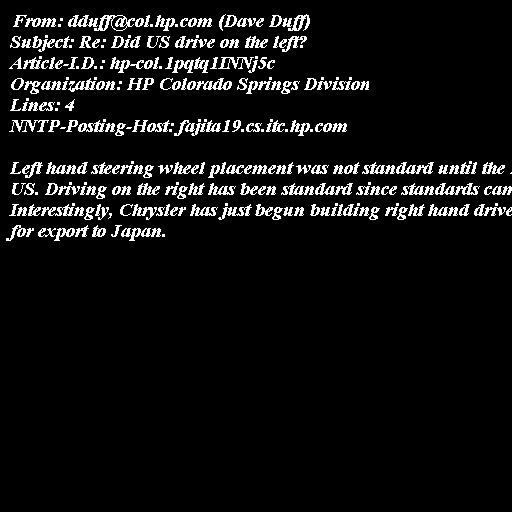 From: dduff@col.hp.com (Dave Duff)
Subject: Re: Did US drive on the left?
Article-I.D.: hp-col.1pqtq1INNj5c
Organization: HP Colorado Springs Division
Lines: 4
NNTP-Posting-Host: fajita19.cs.itc.hp.com

Left hand steering wheel placement was not standard until the
US. Driving on the right has been standard since standards cam
Interestingly, Chrysler has just begun building right hand drive
for export to Japan.